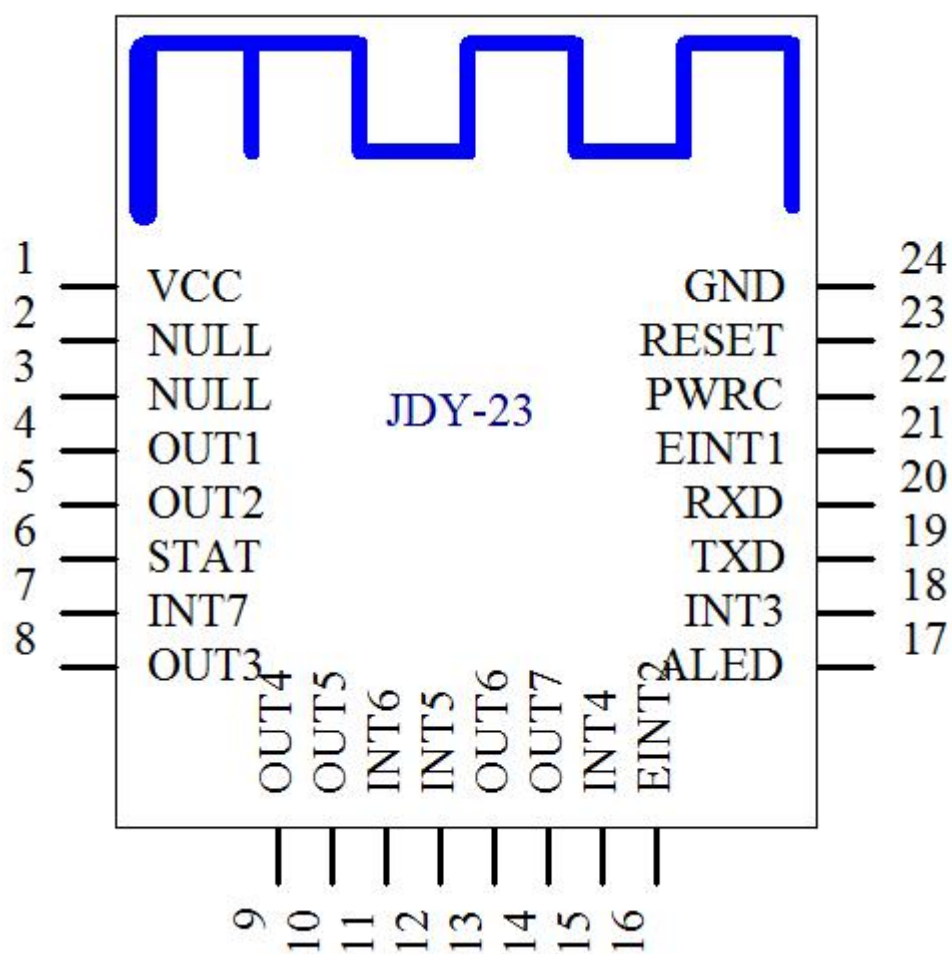 1 VCC GND 24
2 NULL RESET 23
3 NULL JDY-23 PWRC 22
4 OUT1 EINT1 21
5 OUT2 RXD 20
6 STAT TXD 19
7 INT7 INT3 18
8 OUT3 ALED 17
OUT4 OUT5 INT6 INT5 OUT6 OUT7 INT4 EINT2
9 10 11 12 13 14 15 16